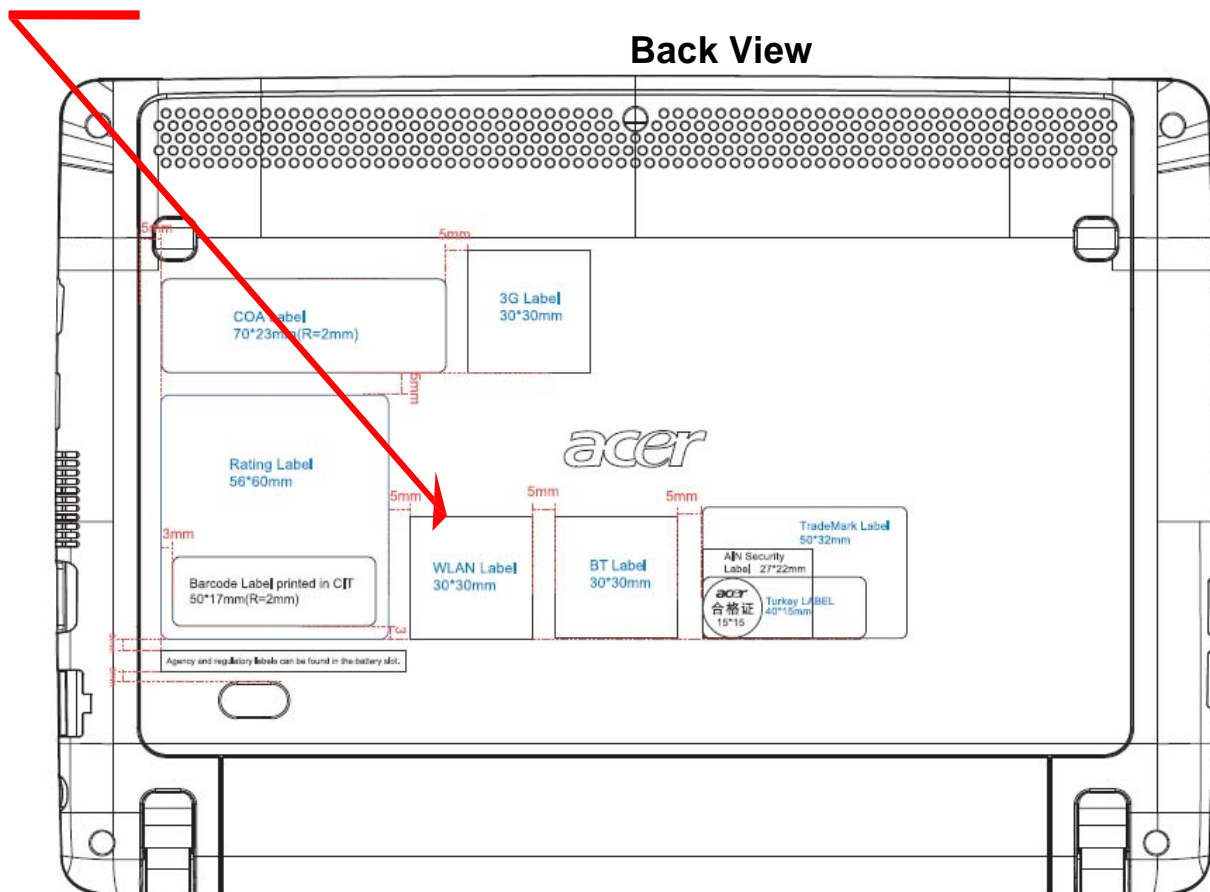 Back View
5mm
5mm
3G Label
30*30mm
COA Label
70*23mm(R=2mm)
5mm
acer
Rating Label
56*60mm
5mm
5mm
5mm
3mm
TradeMark Label
50*32mm
AIN Security
Label 27*22mm
WLAN Label
30*30mm
BT Label
30*30mm
Barcode Label printed in CIT
50*17mm(R=2mm)
acer
合格证
15*15
Turkey LABEL
40*15mm
3
Agency and regulatory labels can be found in the battery slot.